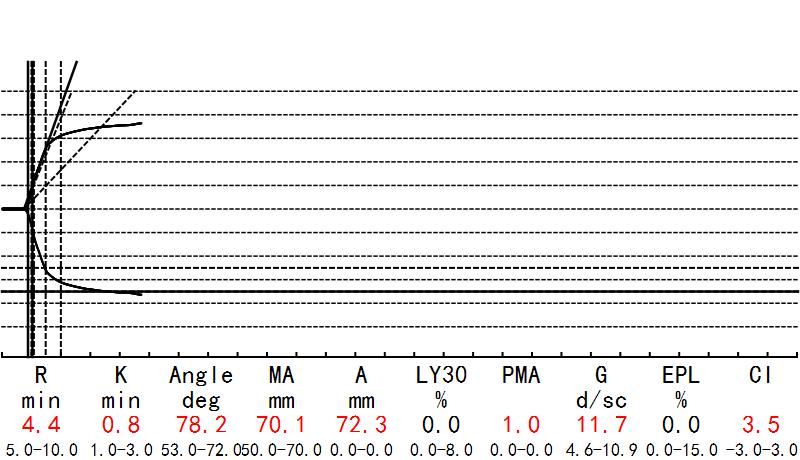 R K Angle MA A LY30 PMA G EPL CI
min min deg mm mm % d/sc %
4.4 0.8 78.2 70.1 72.3 0.0 1.0 11.7 0.0 3.5
5.0-10.0 1.0-3.0 53.0-72.0 50.0-70.0 0.0-0.0 0.0-8.0 0.0-0.0 4.6-10.9 0.0-15.0 -3.0-3.0